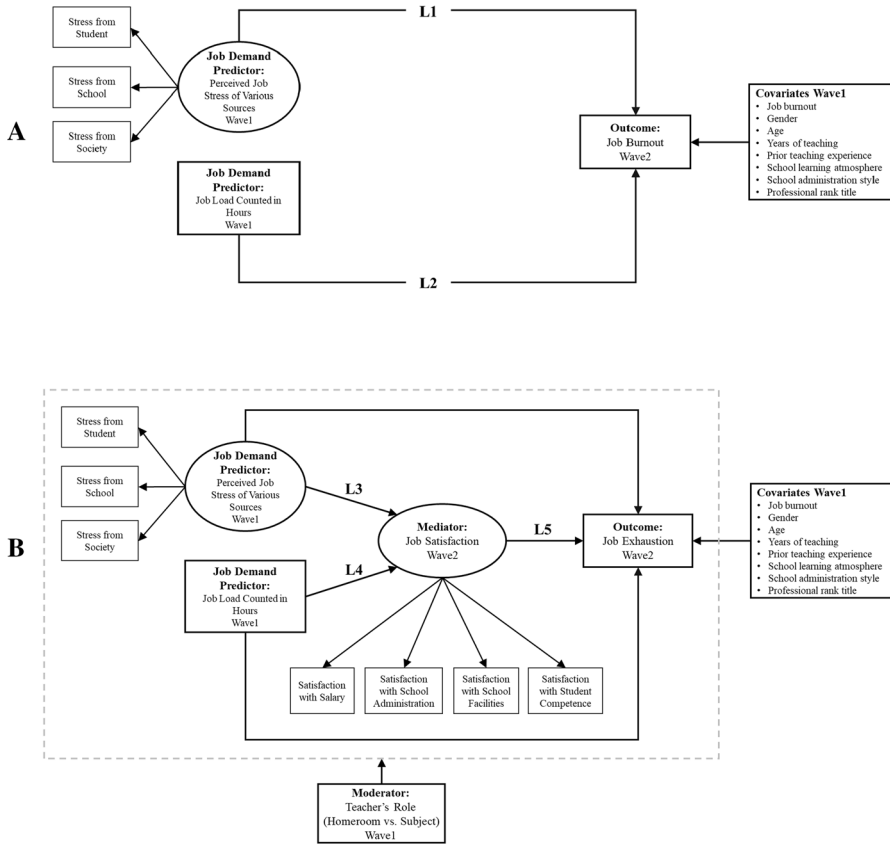 A
Stress from
Student
Stress from
School
Stress from
Society
Job Demand
Predictor:
Perceived Job
Stress of Various
Sources
Wave1
Job Demand
Predictor:
Job Load Counted in
Hours
Wave1
L1
L2
Outcome:
Job Burnout
Wave2
Covariates Wave1
• Job burnout
• Gender
• Age
• Years of teaching
• Prior teaching experience
• School learning atmosphere
• School administration style
• Professional rank title
B
Stress from
Student
Stress from
School
Stress from
Society
Job Demand
Predictor:
Perceived Job
Stress of Various
Sources
Wave1
Job Demand
Predictor:
Job Load Counted in
Hours
Wave1
L3
L4
Mediator:
Job Satisfaction
Wave2
L5
Outcome:
Job Exhaustion
Wave2
Covariates Wave1
• Job burnout
• Gender
• Age
• Years of teaching
• Prior teaching experience
• School learning atmosphere
• School administration style
• Professional rank title
Satisfaction
with Salary
Satisfaction
with School
Administration
Satisfaction
with School
Facilities
Satisfaction
with Student
Competence
Moderator:
Teacher's Role
(Homeroom vs. Subject)
Wave1